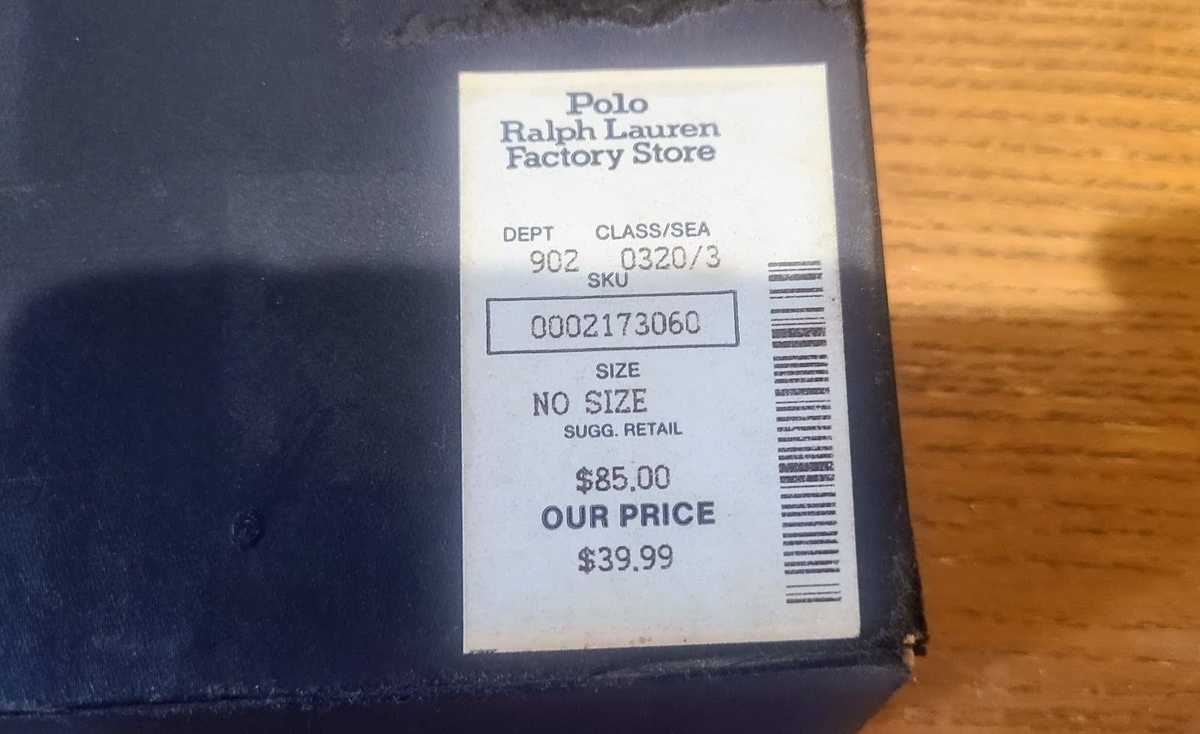 Polo
Ralph Lauren
Factory Store
DEPT CLASS/SEA
902 0320/3
SKU
0002173060
SIZE
NO SIZE
SUGG. RETAIL
$85.00
OUR PRICE
$39.99